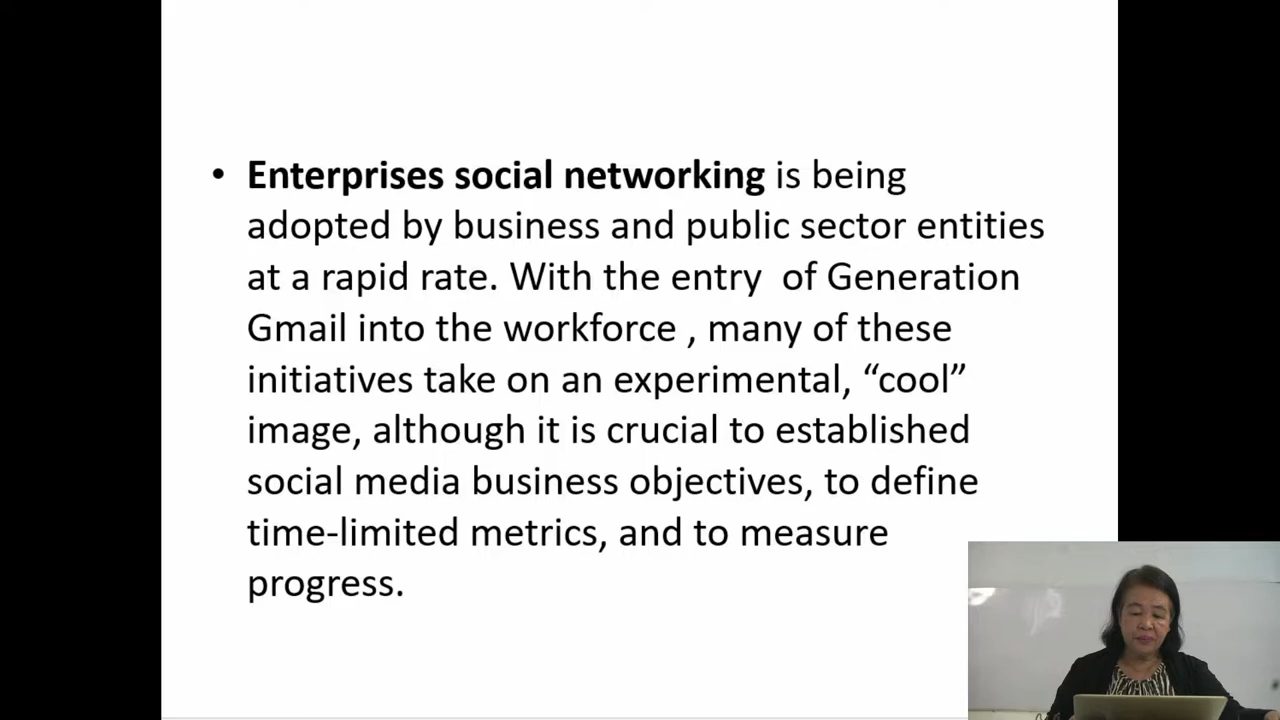 • Enterprises social networking is being
adopted by business and public sector entities
at a rapid rate. With the entry  of Generation
Gmail into the workforce , many of these
initiatives take on an experimental, “cool”
image, although it is crucial to established
social media business objectives, to define
time-limited metrics, and to measure
progress.